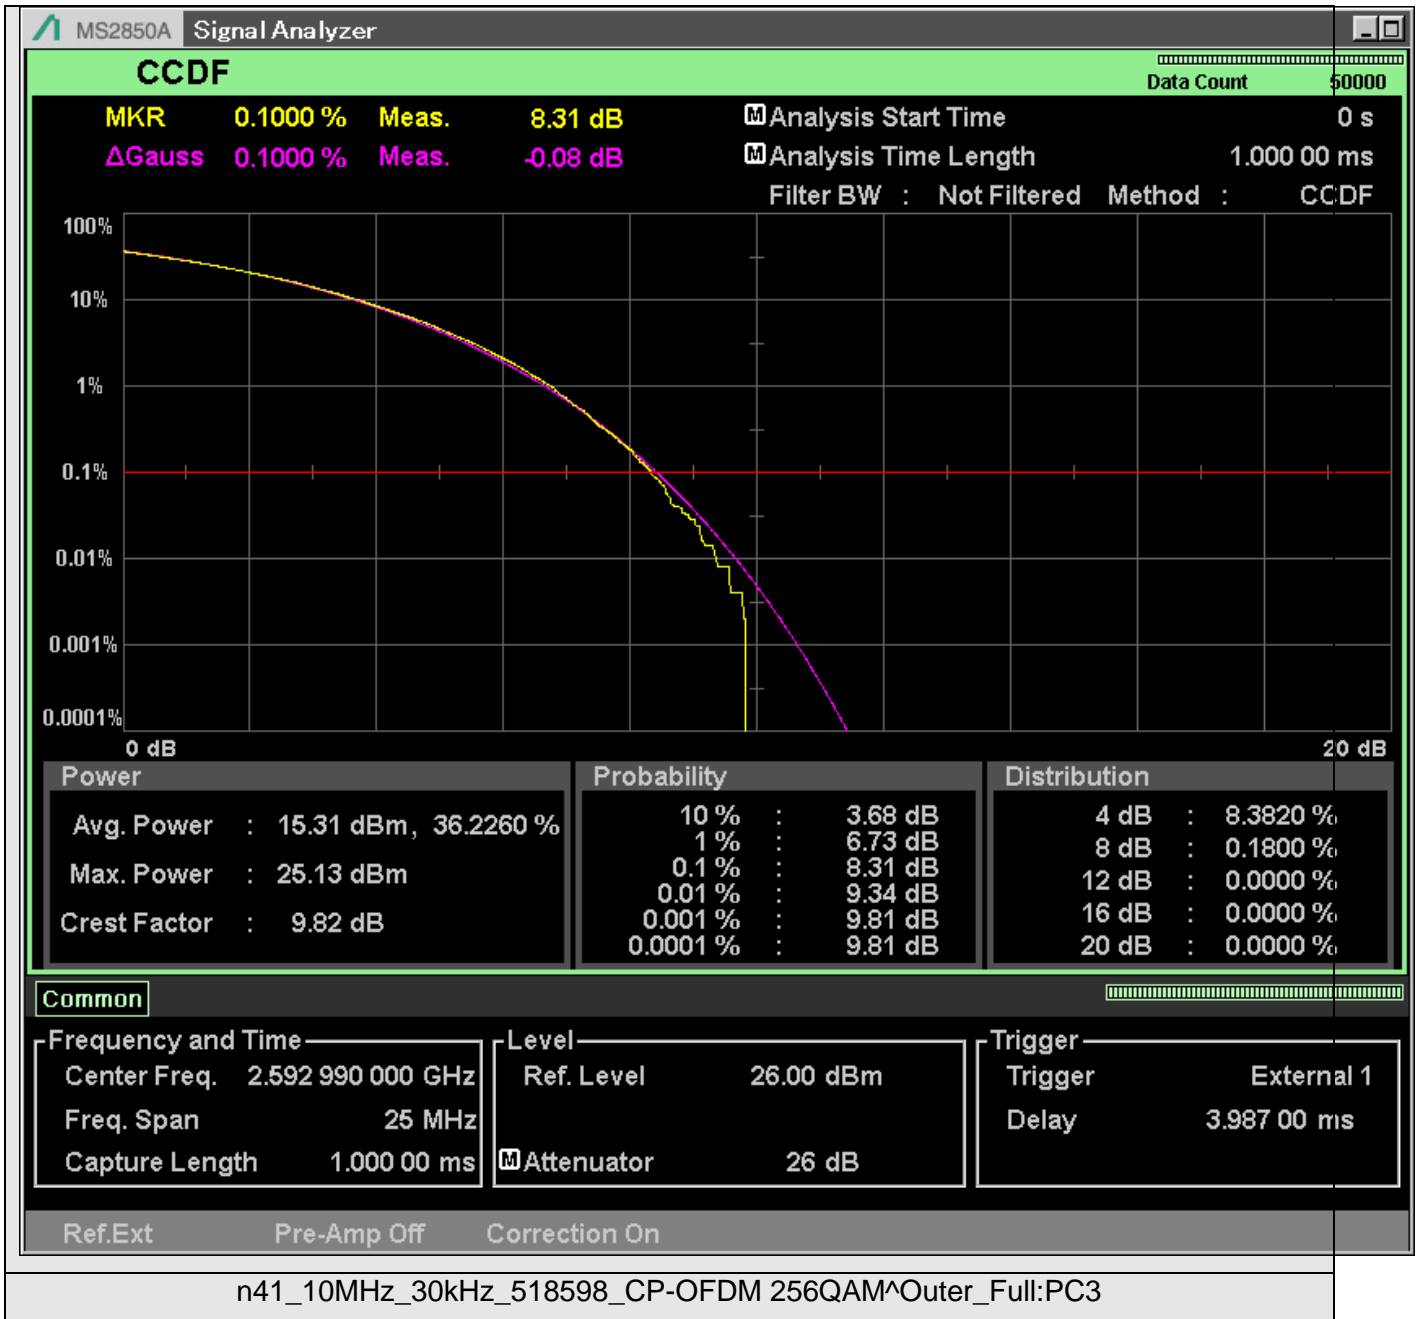 MS2850A Signal Analyzer
CCDF
Data Count 50000
MKR 0.1000 % Meas. 8.31 dB
ΔGauss 0.1000 % Meas. -0.08 dB
M Analysis Start Time 0 s
M Analysis Time Length 1.000 00 ms
Filter BW : Not Filtered Method : CCDF
100%
10%
1%
0.1%
0.01%
0.001%
0.0001%
0 dB 20 dB
Power
Avg. Power : 15.31 dBm, 36.2260 %
Max. Power : 25.13 dBm
Crest Factor : 9.82 dB
Probability
10 % : 3.68 dB
1 % : 6.73 dB
0.1 % : 8.31 dB
0.01 % : 9.34 dB
0.001 % : 9.81 dB
0.0001 % : 9.81 dB
Distribution
4 dB : 8.3820 %
8 dB : 0.1800 %
12 dB : 0.0000 %
16 dB : 0.0000 %
20 dB : 0.0000 %
Common
Frequency and Time
Center Freq. 2.592 990 000 GHz
Freq. Span 25 MHz
Capture Length 1.000 00 ms
Level
Ref. Level 26.00 dBm
M Attenuator 26 dB
Trigger
Trigger External 1
Delay 3.987 00 ms
Ref.Ext Pre-Amp Off Correction On
n41_10MHz_30kHz_518598_CP-OFDM 256QAM^Outer_Full:PC3